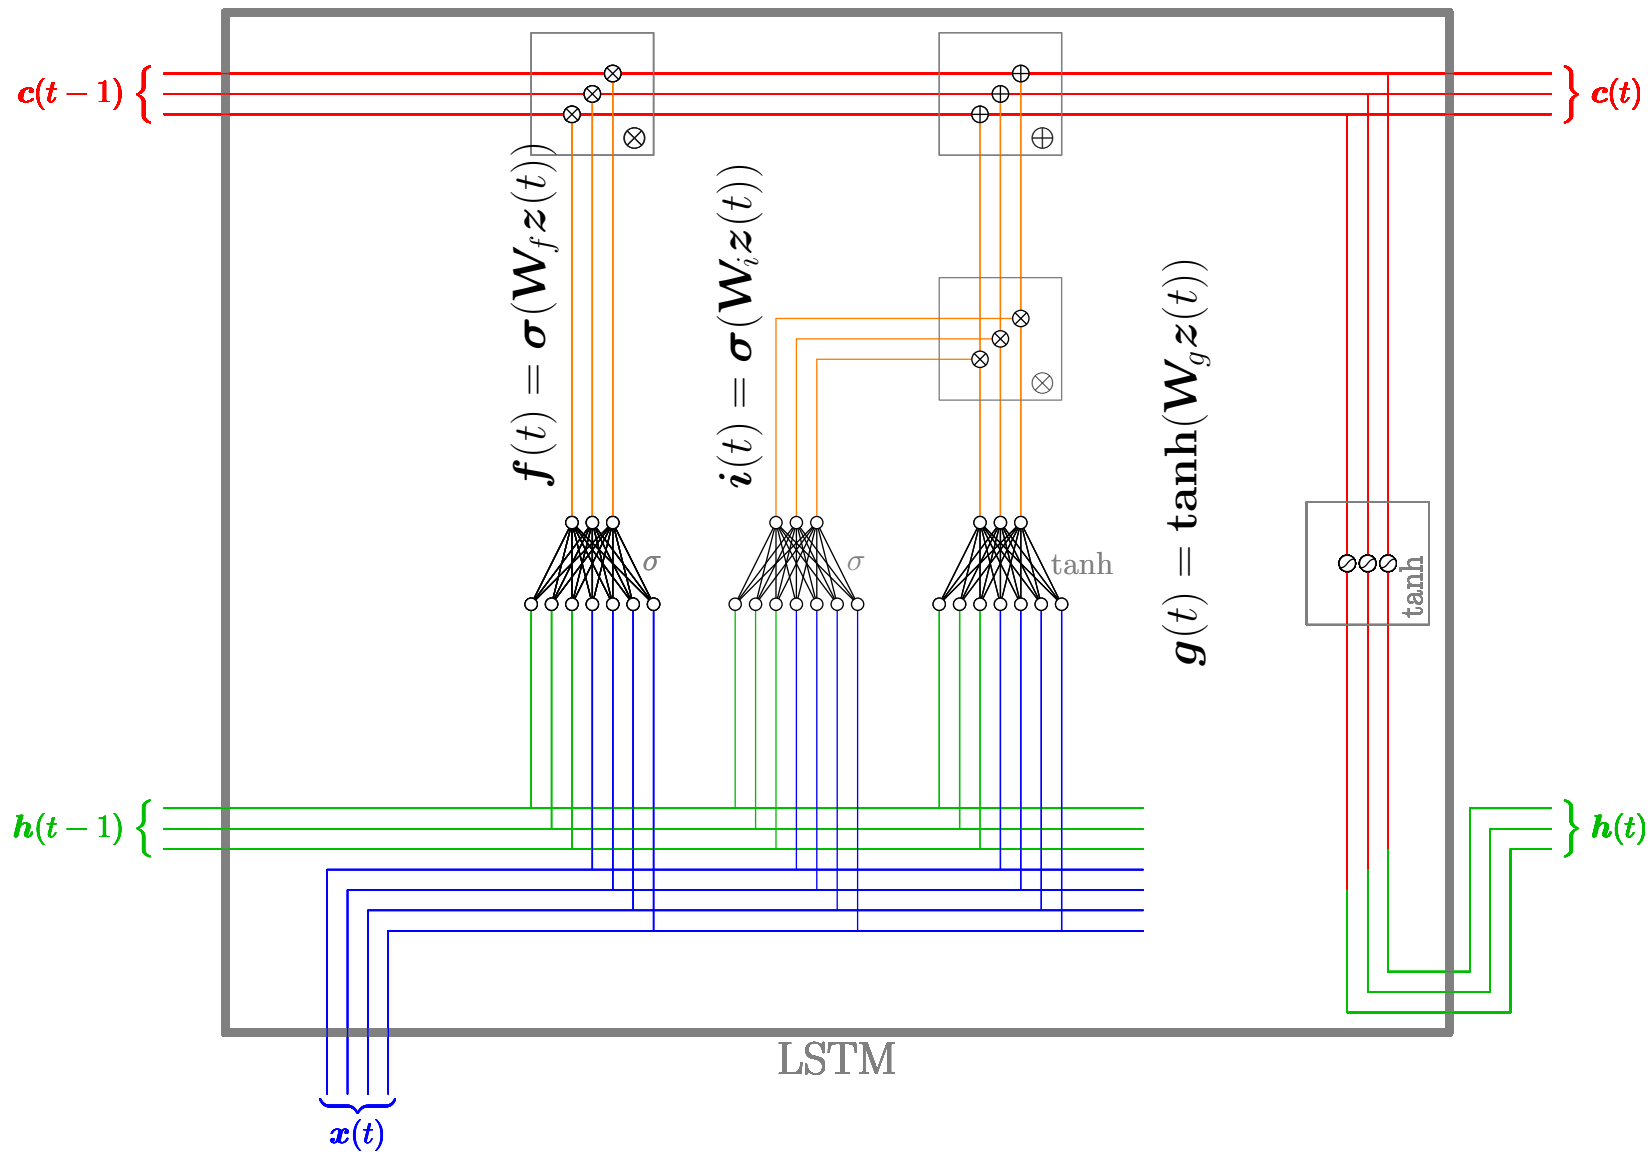 c(t − 1)
c(t)
f(t) = σ(W_f z(t))
i(t) = σ(W_i z(t))
g(t) = tanh(W_g z(t))
σ
σ
tanh
tanh
h(t − 1)
h(t)
LSTM
x(t)